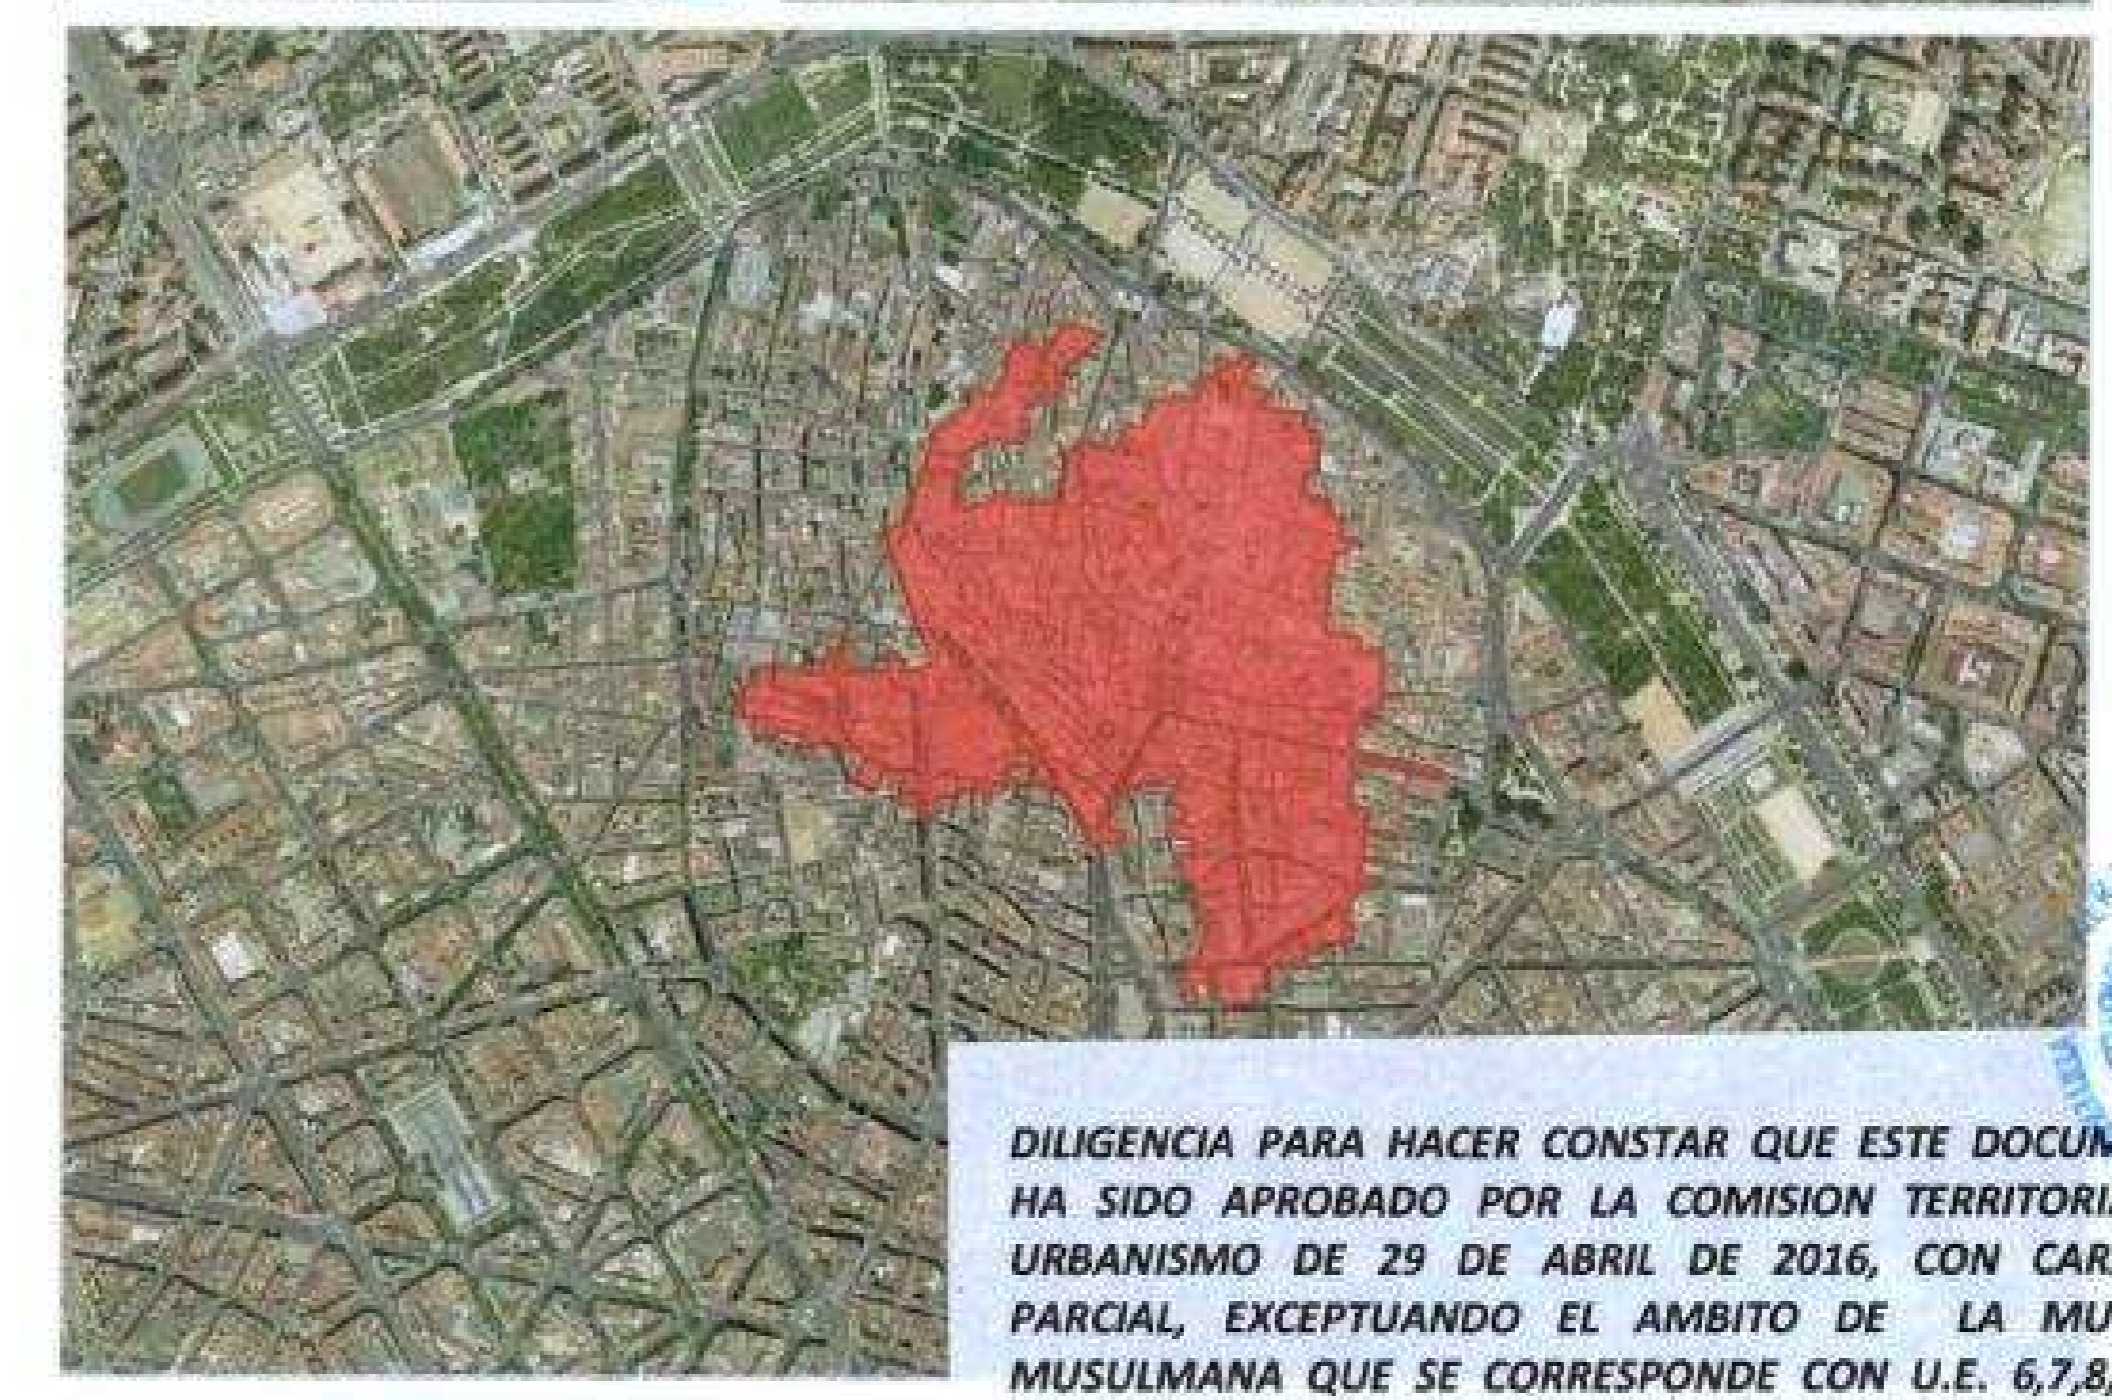 DILIGENCIA PARA HACER CONSTAR QUE ESTE DOCUM
HA SIDO APROBADO POR LA COMISION TERRITORI
URBANISMO DE 29 DE ABRIL DE 2016, CON CAR
PARCIAL, EXCEPTUANDO EL AMBITO DE LA MU
MUSULMANA QUE SE CORRESPONDE CON U.E. 6,7,8,